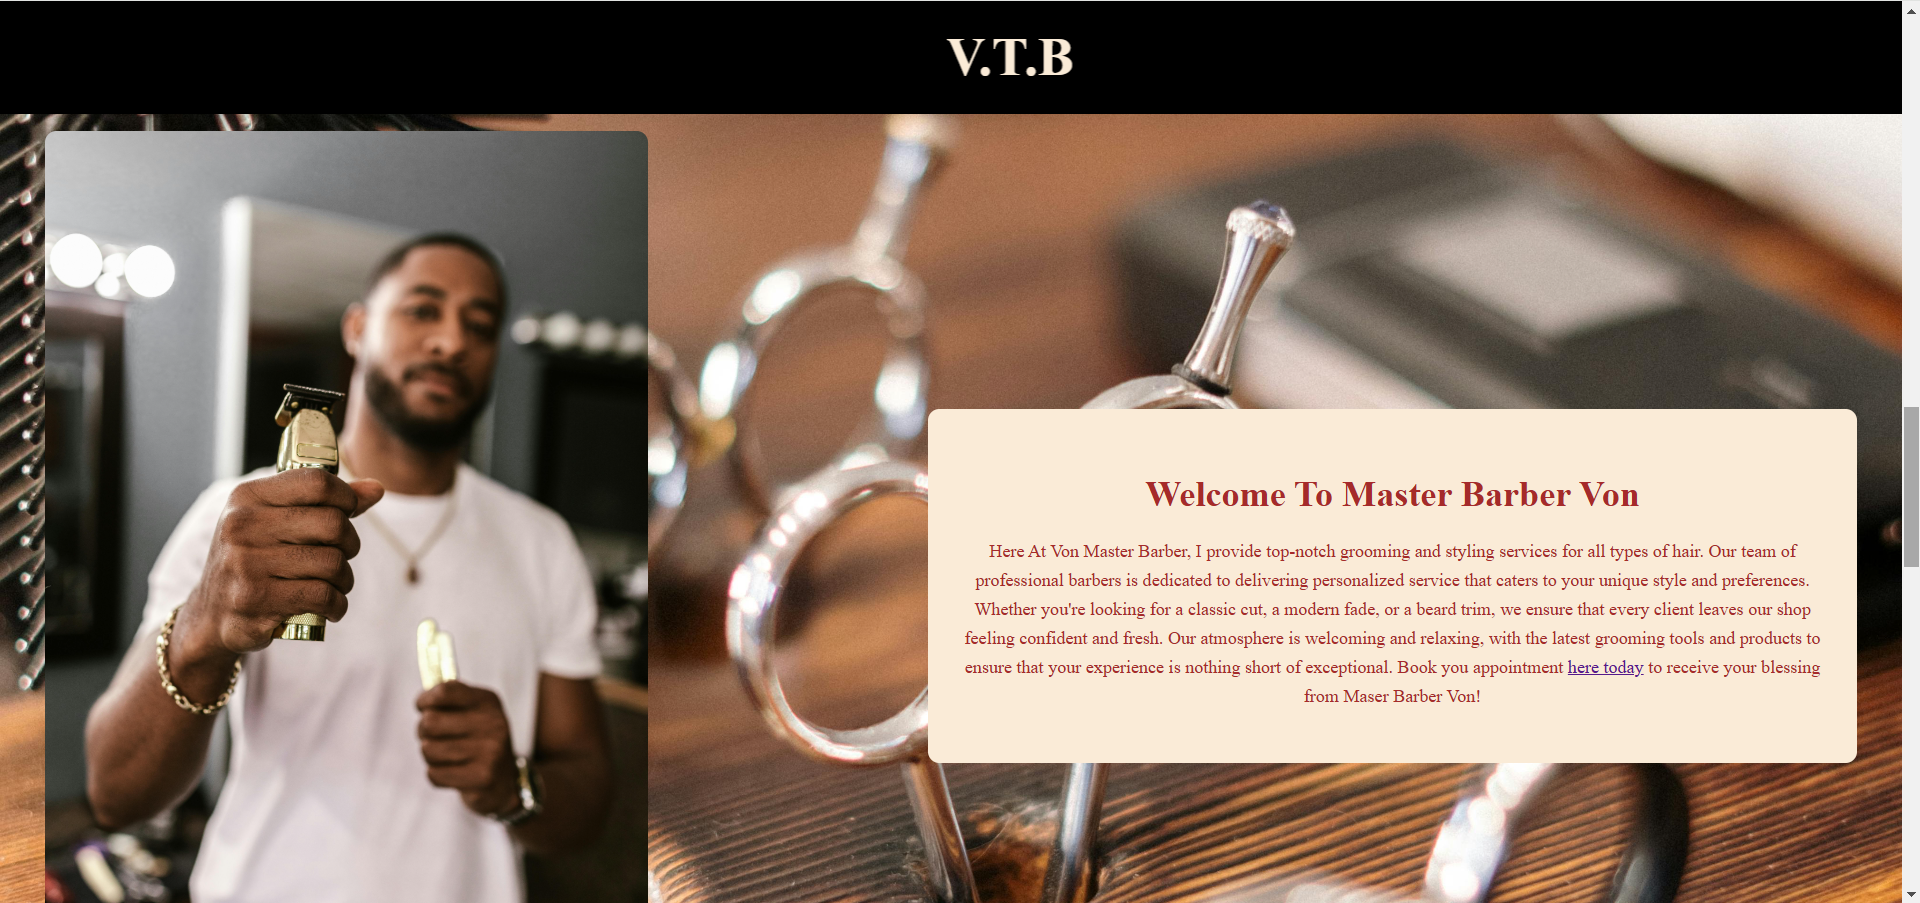 V.T.B
Welcome To Master Barber Von
Here At Von Master Barber, I provide top-notch grooming and styling services for all types of hair. Our team of
professional barbers is dedicated to delivering personalized service that caters to your unique style and preferences.
Whether you're looking for a classic cut, a modern fade, or a beard trim, we ensure that every client leaves our shop
feeling confident and fresh. Our atmosphere is welcoming and relaxing, with the latest grooming tools and products to
ensure that your experience is nothing short of exceptional. Book you appointment here today to receive your blessing
from Maser Barber Von!